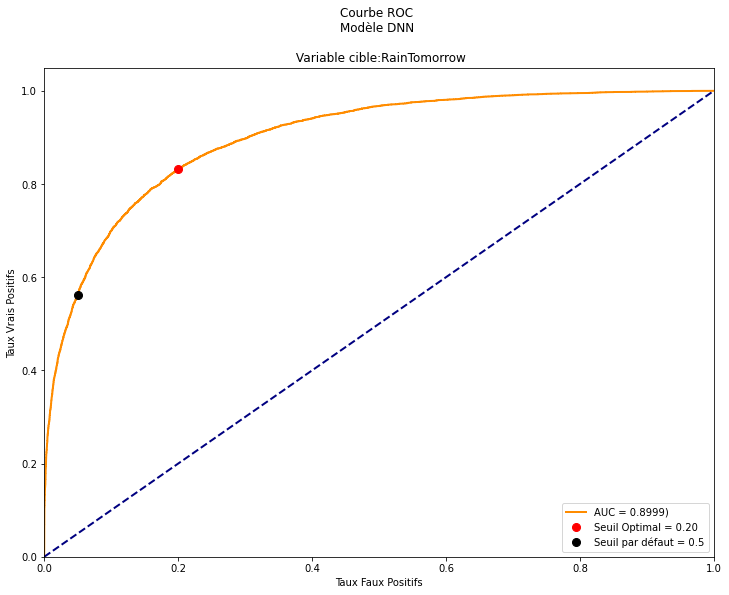 Courbe ROC
Modèle DNN
Variable cible:RainTomorrow
1.0
0.8
0.6
0.4
0.2
0.0
Taux Vrais Positifs
0.0 0.2 0.4 0.6 0.8 1.0
Taux Faux Positifs
AUC = 0.8999)
Seuil Optimal = 0.20
Seuil par défaut = 0.5